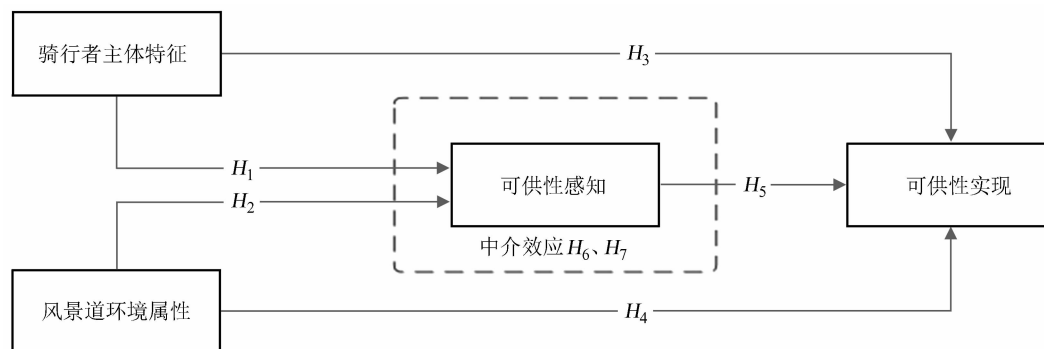 骑行者主体特征
H3
H1
可供性感知
H5
可供性实现
H2
中介效应H6、H7
风景道环境属性
H4